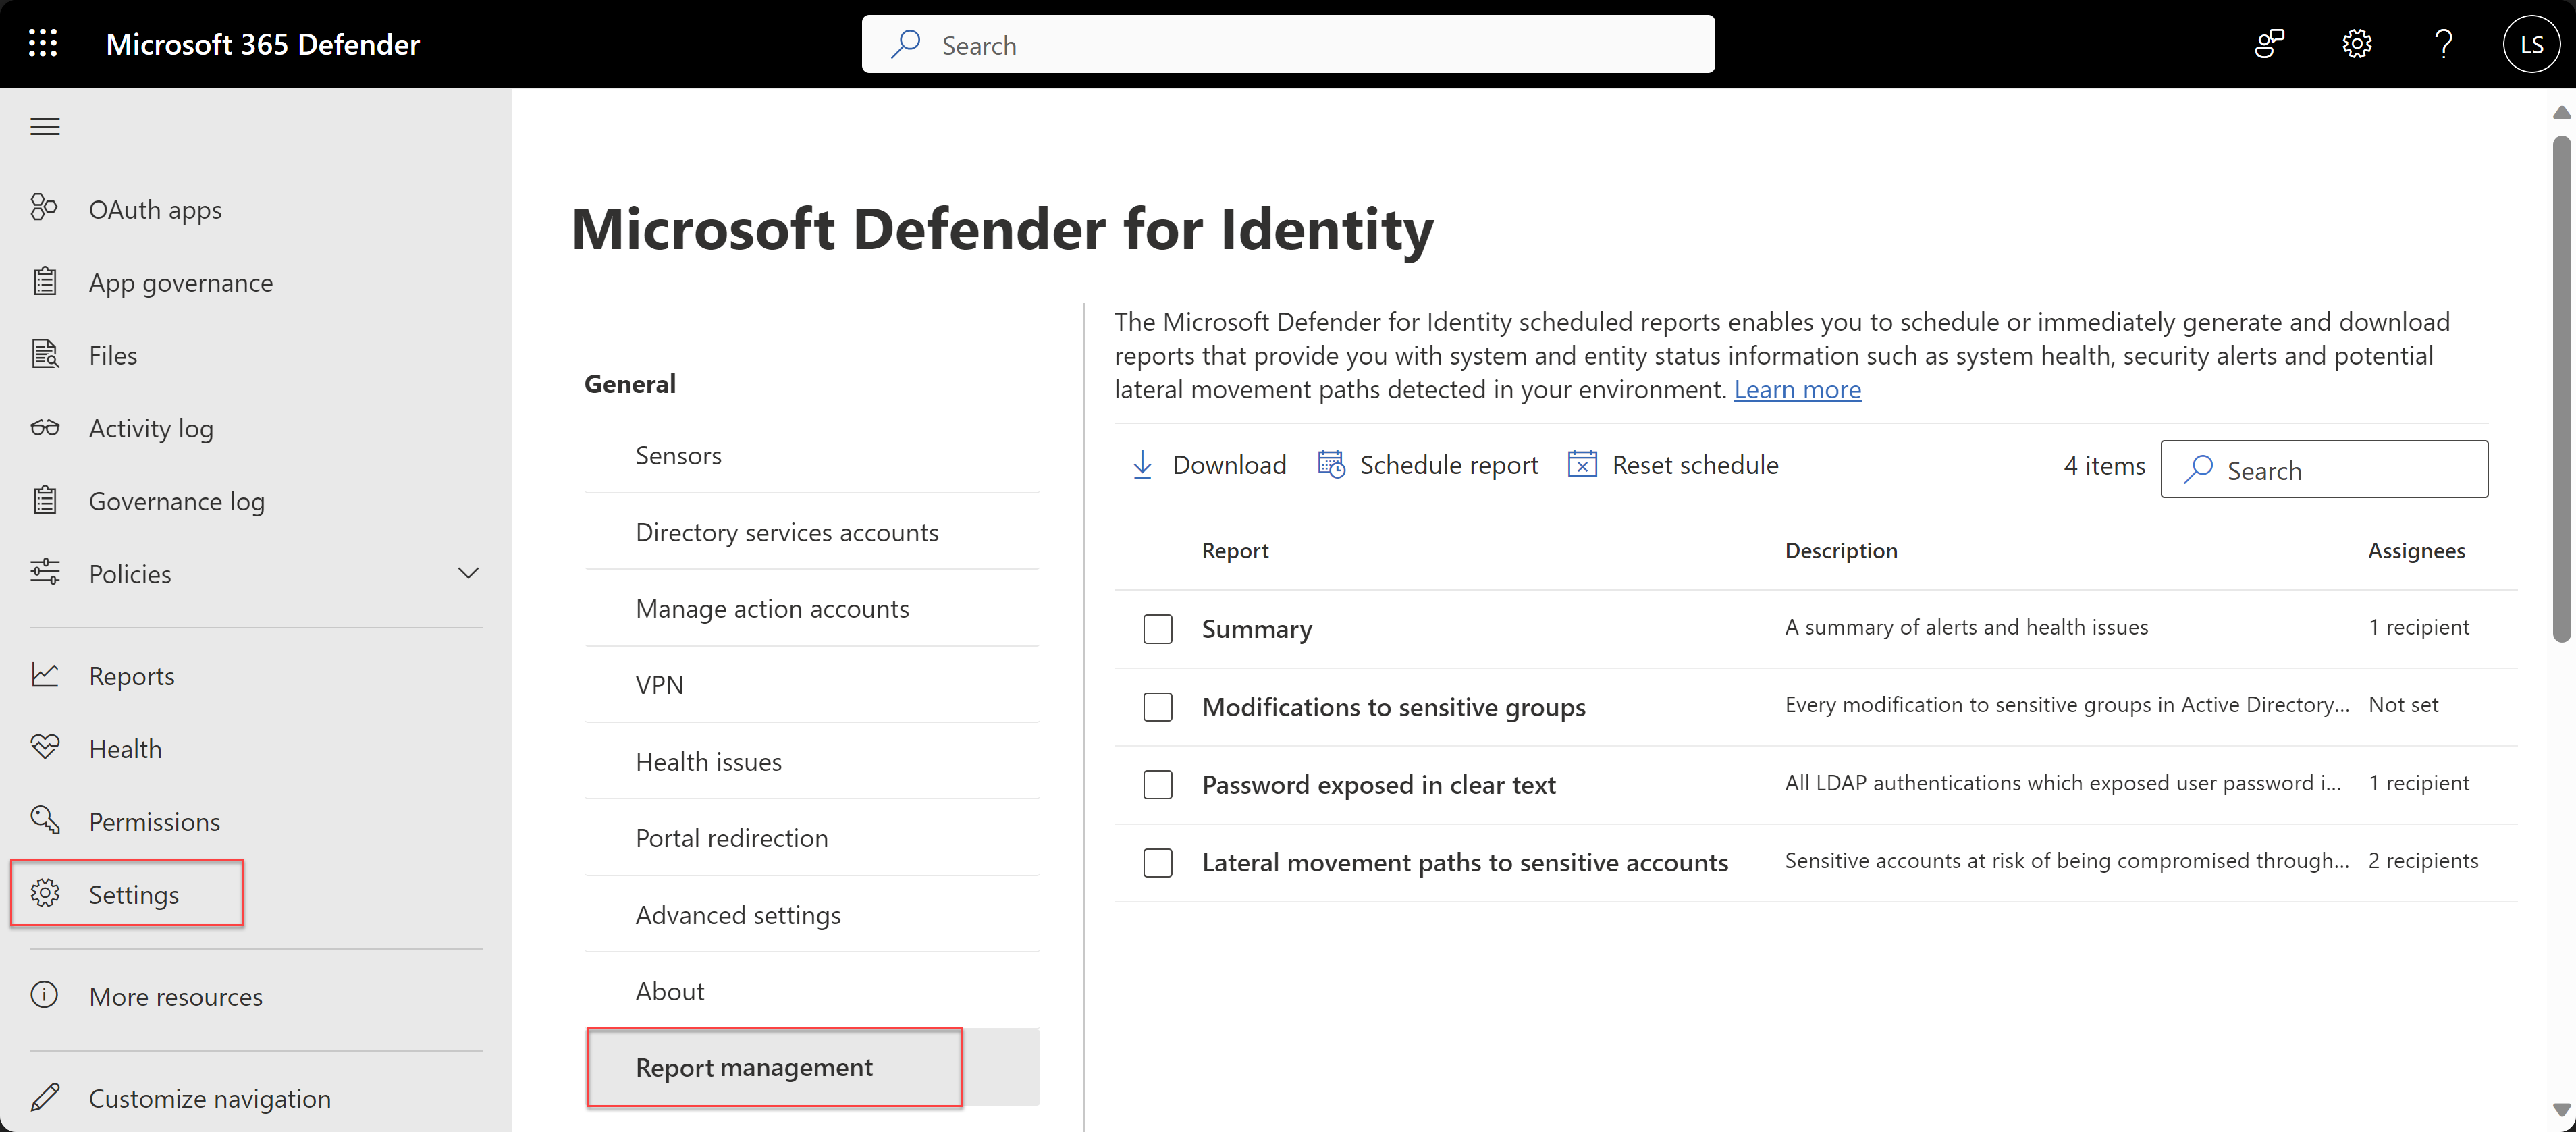 Microsoft 365 Defender
Search
LS
OAuth apps
App governance
Files
Activity log
Governance log
Policies
Reports
Health
Permissions
Settings
More resources
Customize navigation
Microsoft Defender for Identity
General
Sensors
Directory services accounts
Manage action accounts
VPN
Health issues
Portal redirection
Advanced settings
About
Report management
The Microsoft Defender for Identity scheduled reports enables you to schedule or immediately generate and download
reports that provide you with system and entity status information such as system health, security alerts and potential
lateral movement paths detected in your environment. Learn more
Download Schedule report Reset schedule 4 items Search
Report Description Assignees
Summary A summary of alerts and health issues 1 recipient
Modifications to sensitive groups Every modification to sensitive groups in Active Directory... Not set
Password exposed in clear text All LDAP authentications which exposed user password i... 1 recipient
Lateral movement paths to sensitive accounts Sensitive accounts at risk of being compromised through... 2 recipients